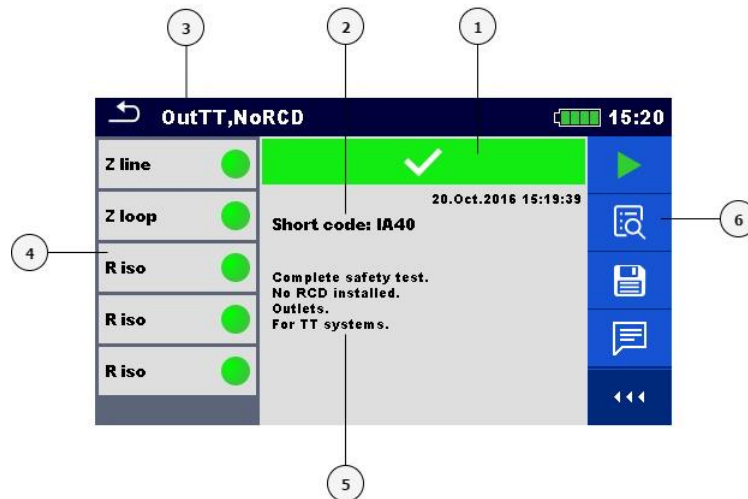 3
2
1
OutTT,NoRCD 15:20
Z line
20.Oct.2016 15:19:39
Z loop
Short code: IA40
6
4
R iso
Complete safety test.
No RCD installed.
R iso
Outlets.
For TT systems.
R iso
5